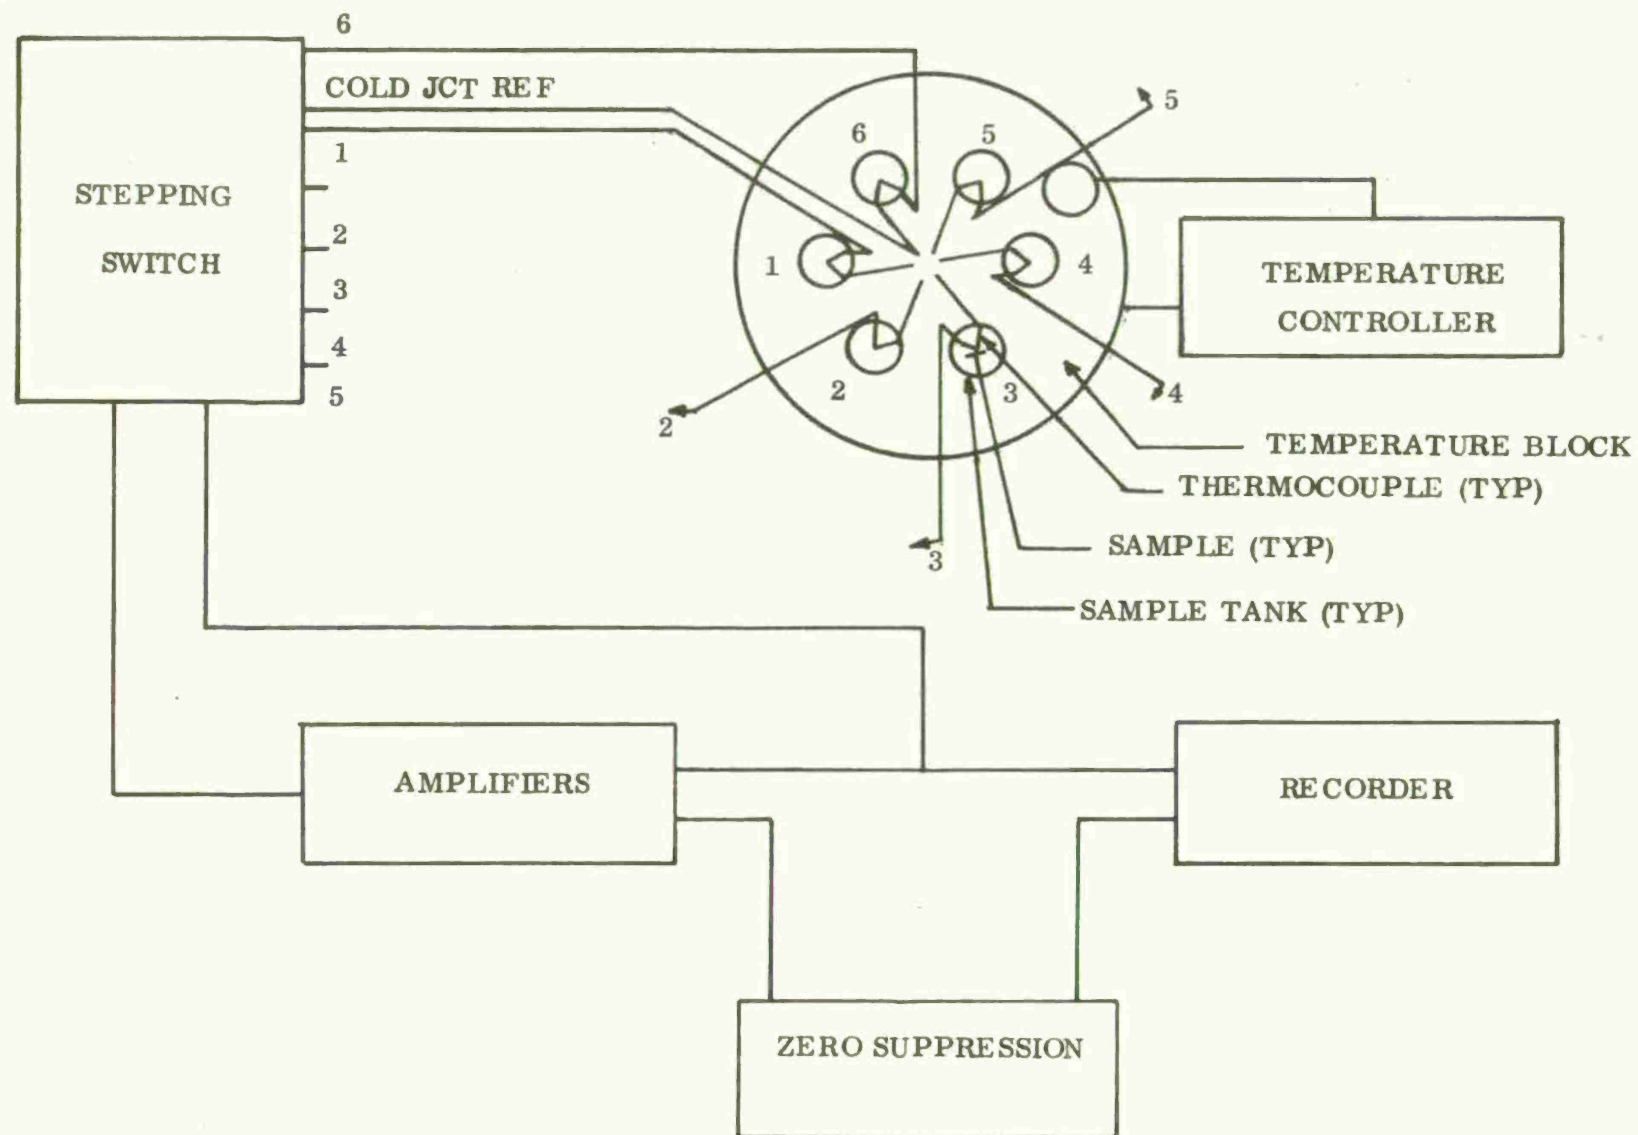 6
COLD JCT REF
1
STEPPING
SWITCH
2
3
4
5
6
5
5
1
4
2
3
4
2
3
TEMPERATURE
CONTROLLER
TEMPERATURE BLOCK
THERMOCOUPLE (TYP)
SAMPLE (TYP)
SAMPLE TANK (TYP)
AMPLIFIERS
RECORDER
ZERO SUPPRESSION